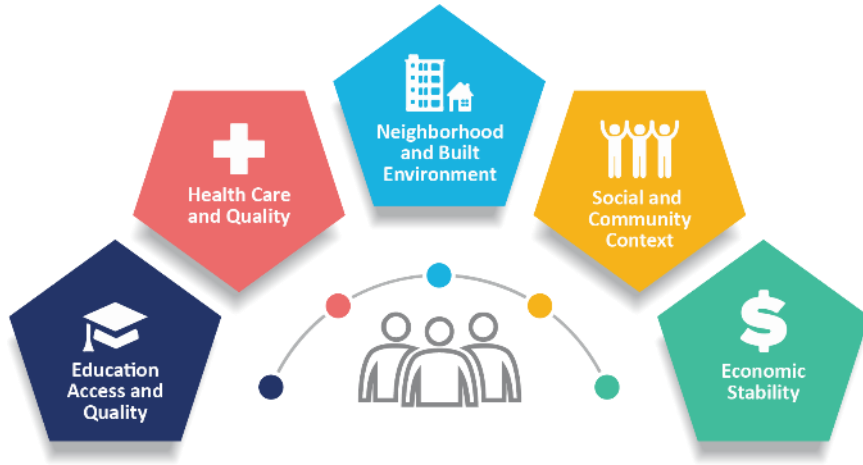 Neighborhood
and Built
Environment
Health Care
and Quality
Social and
Community
Context
Education
Access and
Quality
$
Economic
Stability